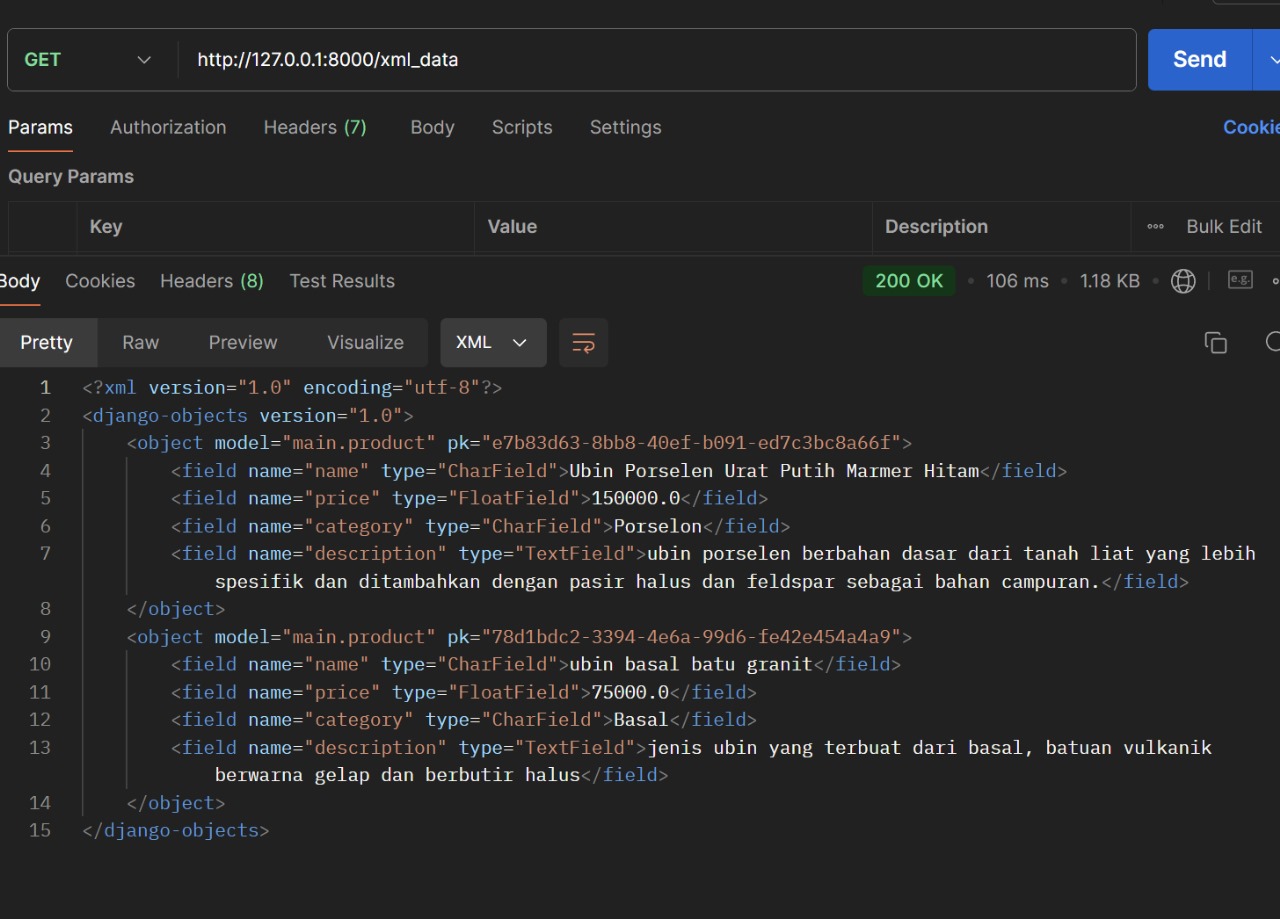 GET http://127.0.0.1:8000/xml_data Send
Params Authorization Headers (7) Body Scripts Settings Cookie
Query Params
Key Value Description Bulk Edit
Body Cookies Headers (8) Test Results 200 OK 106 ms 1.18 KB e.g.
Pretty Raw Preview Visualize XML
1 <?xml version="1.0" encoding="utf-8"?>
2 <django-objects version="1.0">
3 <object model="main.product" pk="e7b83d63-8bb8-40ef-b091-ed7c3bc8a66f">
4 <field name="name" type="CharField">Ubin Porselen Urat Putih Marmer Hitam</field>
5 <field name="price" type="FloatField">150000.0</field>
6 <field name="category" type="CharField">Porselon</field>
7 <field name="description" type="TextField">ubin porselen berbahan dasar dari tanah liat yang lebih
spesifik dan ditambahkan dengan pasir halus dan feldspar sebagai bahan campuran.</field>
8 </object>
9 <object model="main.product" pk="78d1bdc2-3394-4e6a-99d6-fe42e454a4a9">
10 <field name="name" type="CharField">ubin basal batu granit</field>
11 <field name="price" type="FloatField">75000.0</field>
12 <field name="category" type="CharField">Basal</field>
13 <field name="description" type="TextField">jenis ubin yang terbuat dari basal, batuan vulkanik
berwarna gelap dan berbutir halus</field>
14 </object>
15 </django-objects>